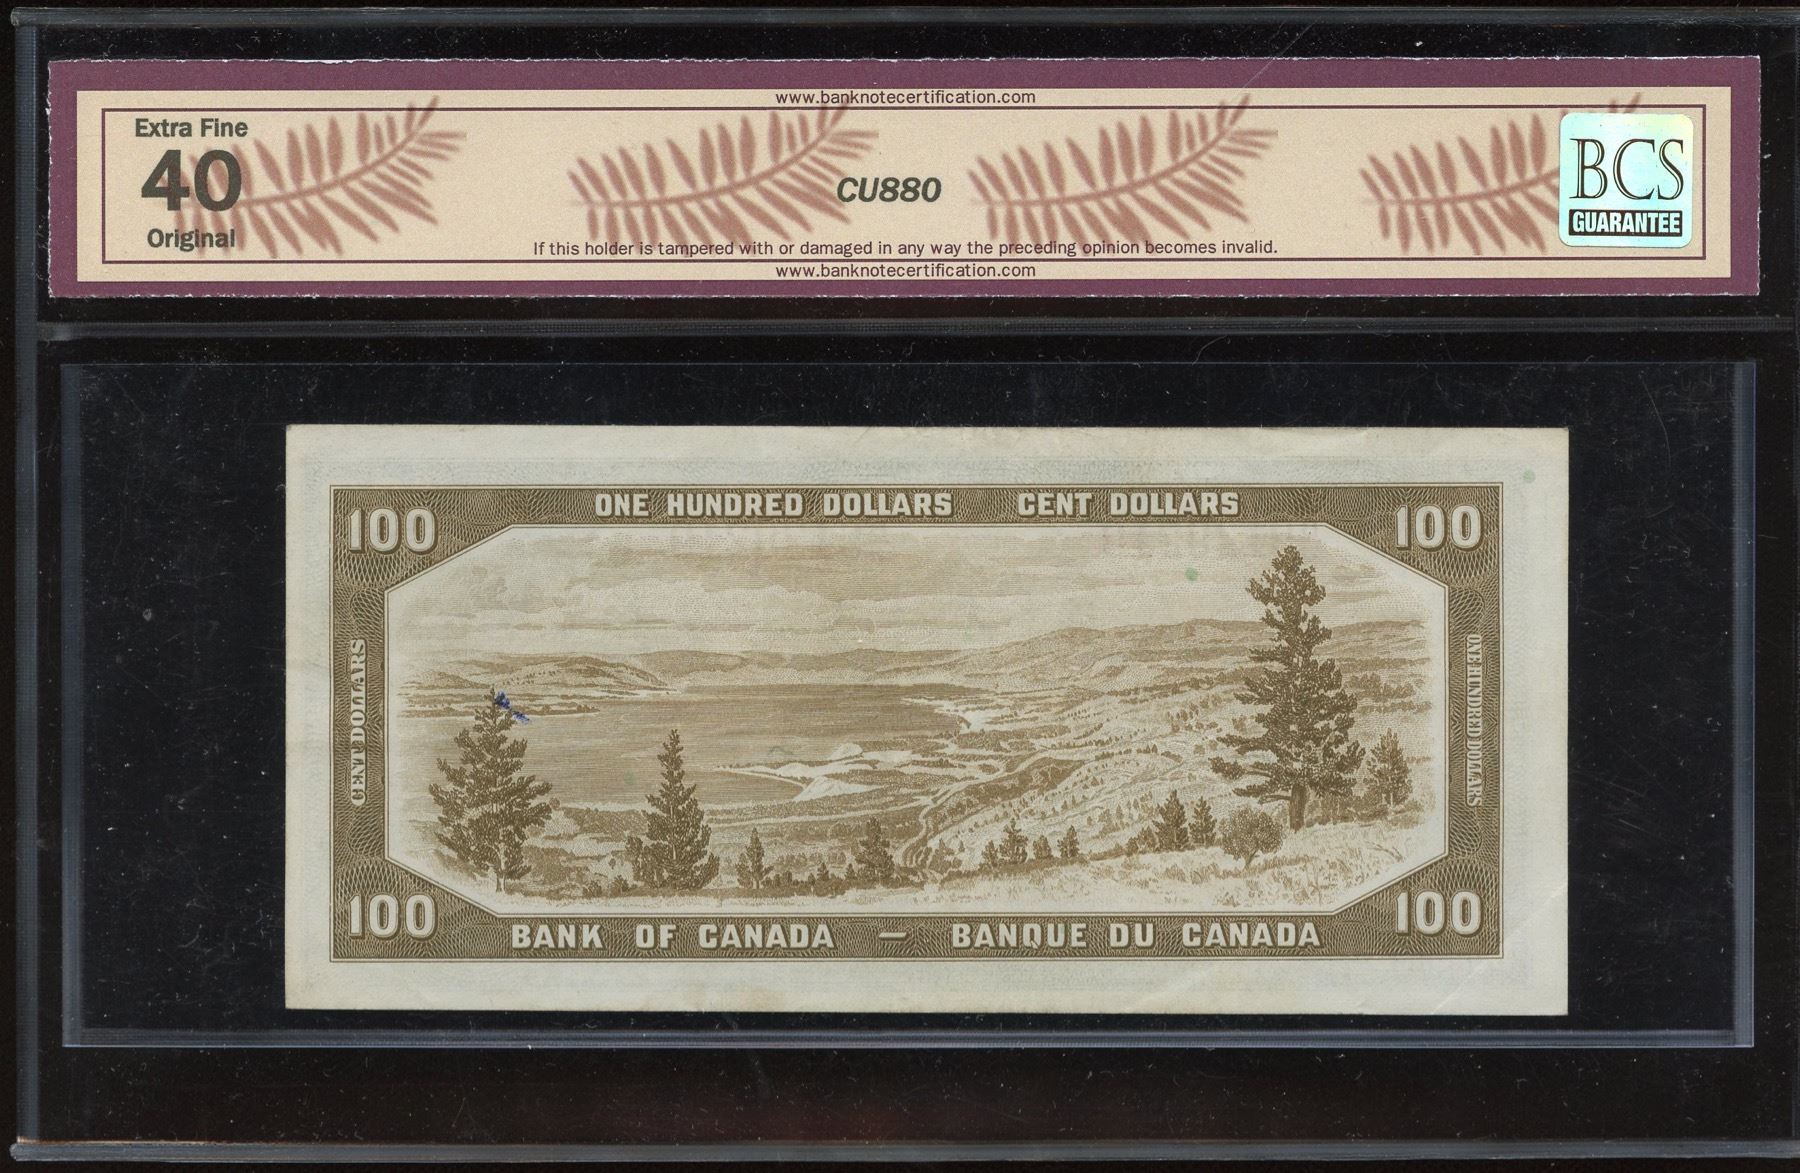 www.banknotecertification.com
Extra Fine
40
Original
CU880
BCS
GUARANTEE
If this holder is tampered with or damaged in any way the preceding opinion becomes invalid.
www.banknotecertification.com
ONE HUNDRED DOLLARS CENT DOLLARS
100
100
CENT DOLLARS
ONE HUNDRED DOLLARS
100
100
BANK OF CANADA — BANQUE DU CANADA